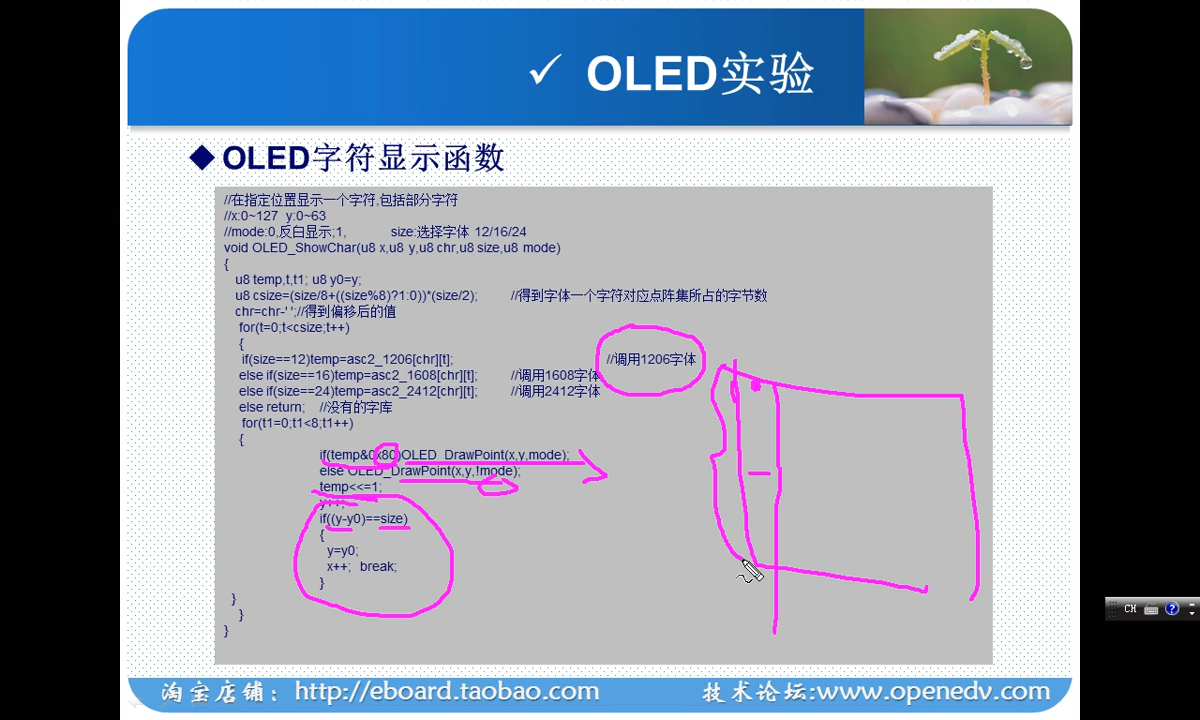 ✓ OLED实验
◆ OLED字符显示函数
//在指定位置显示一个字符,包括部分字符
//x:0~127 y:0~63
//mode:0,反白显示;1, size:选择字体 12/16/24
void OLED_ShowChar(u8 x,u8 y,u8 chr,u8 size,u8 mode)
{
u8 temp,t,t1; u8 y0=y;
u8 csize=(size/8+((size%8)?1:0))*(size/2); //得到字体一个字符对应点阵集所占的字节数
chr=chr-' ';//得到偏移后的值
for(t=0;t<csize;t++)
{
if(size==12)temp=asc2_1206[chr][t]; //调用1206字体
else if(size==16)temp=asc2_1608[chr][t]; //调用1608字体
else if(size==24)temp=asc2_2412[chr][t]; //调用2412字体
else return; //没有的字库
for(t1=0;t1<8;t1++)
{
if(temp&0x80)OLED_DrawPoint(x,y,mode);
else OLED_DrawPoint(x,y,!mode);
temp<<=1;
y++;
if((y-y0)==size)
{
y=y0;
x++; break;
}
}
}
}
淘宝店铺：http://eboard.taobao.com 技术论坛:www.openedv.com
CH